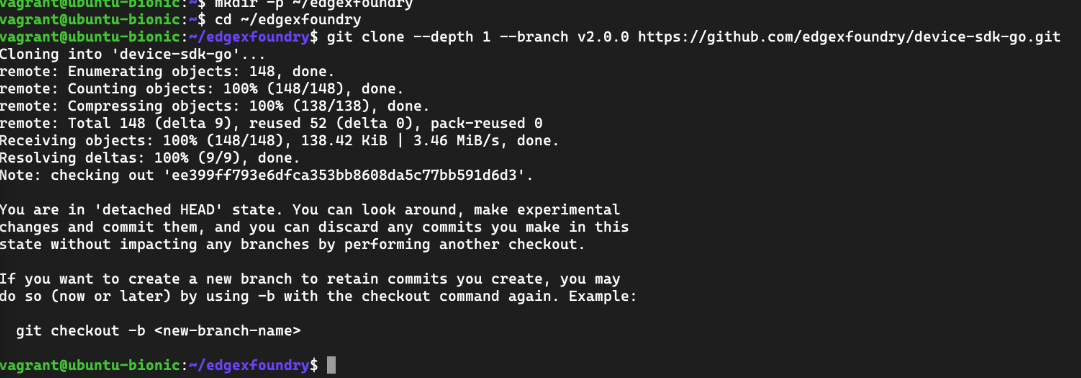 vagrant@ubuntu-bionic:~$ mkdir -p ~/edgexfoundry
vagrant@ubuntu-bionic:~$ cd ~/edgexfoundry
vagrant@ubuntu-bionic:~/edgexfoundry$ git clone --depth 1 --branch v2.0.0 https://github.com/edgexfoundry/device-sdk-go.git
Cloning into 'device-sdk-go'...
remote: Enumerating objects: 148, done.
remote: Counting objects: 100% (148/148), done.
remote: Compressing objects: 100% (138/138), done.
remote: Total 148 (delta 9), reused 52 (delta 0), pack-reused 0
Receiving objects: 100% (148/148), 138.42 KiB | 3.46 MiB/s, done.
Resolving deltas: 100% (9/9), done.
Note: checking out 'ee399ff793e6dfca353bb8608da5c77bb591d6d3'.

You are in 'detached HEAD' state. You can look around, make experimental
changes and commit them, and you can discard any commits you make in this
state without impacting any branches by performing another checkout.

If you want to create a new branch to retain commits you create, you may
do so (now or later) by using -b with the checkout command again. Example:

  git checkout -b <new-branch-name>

vagrant@ubuntu-bionic:~/edgexfoundry$